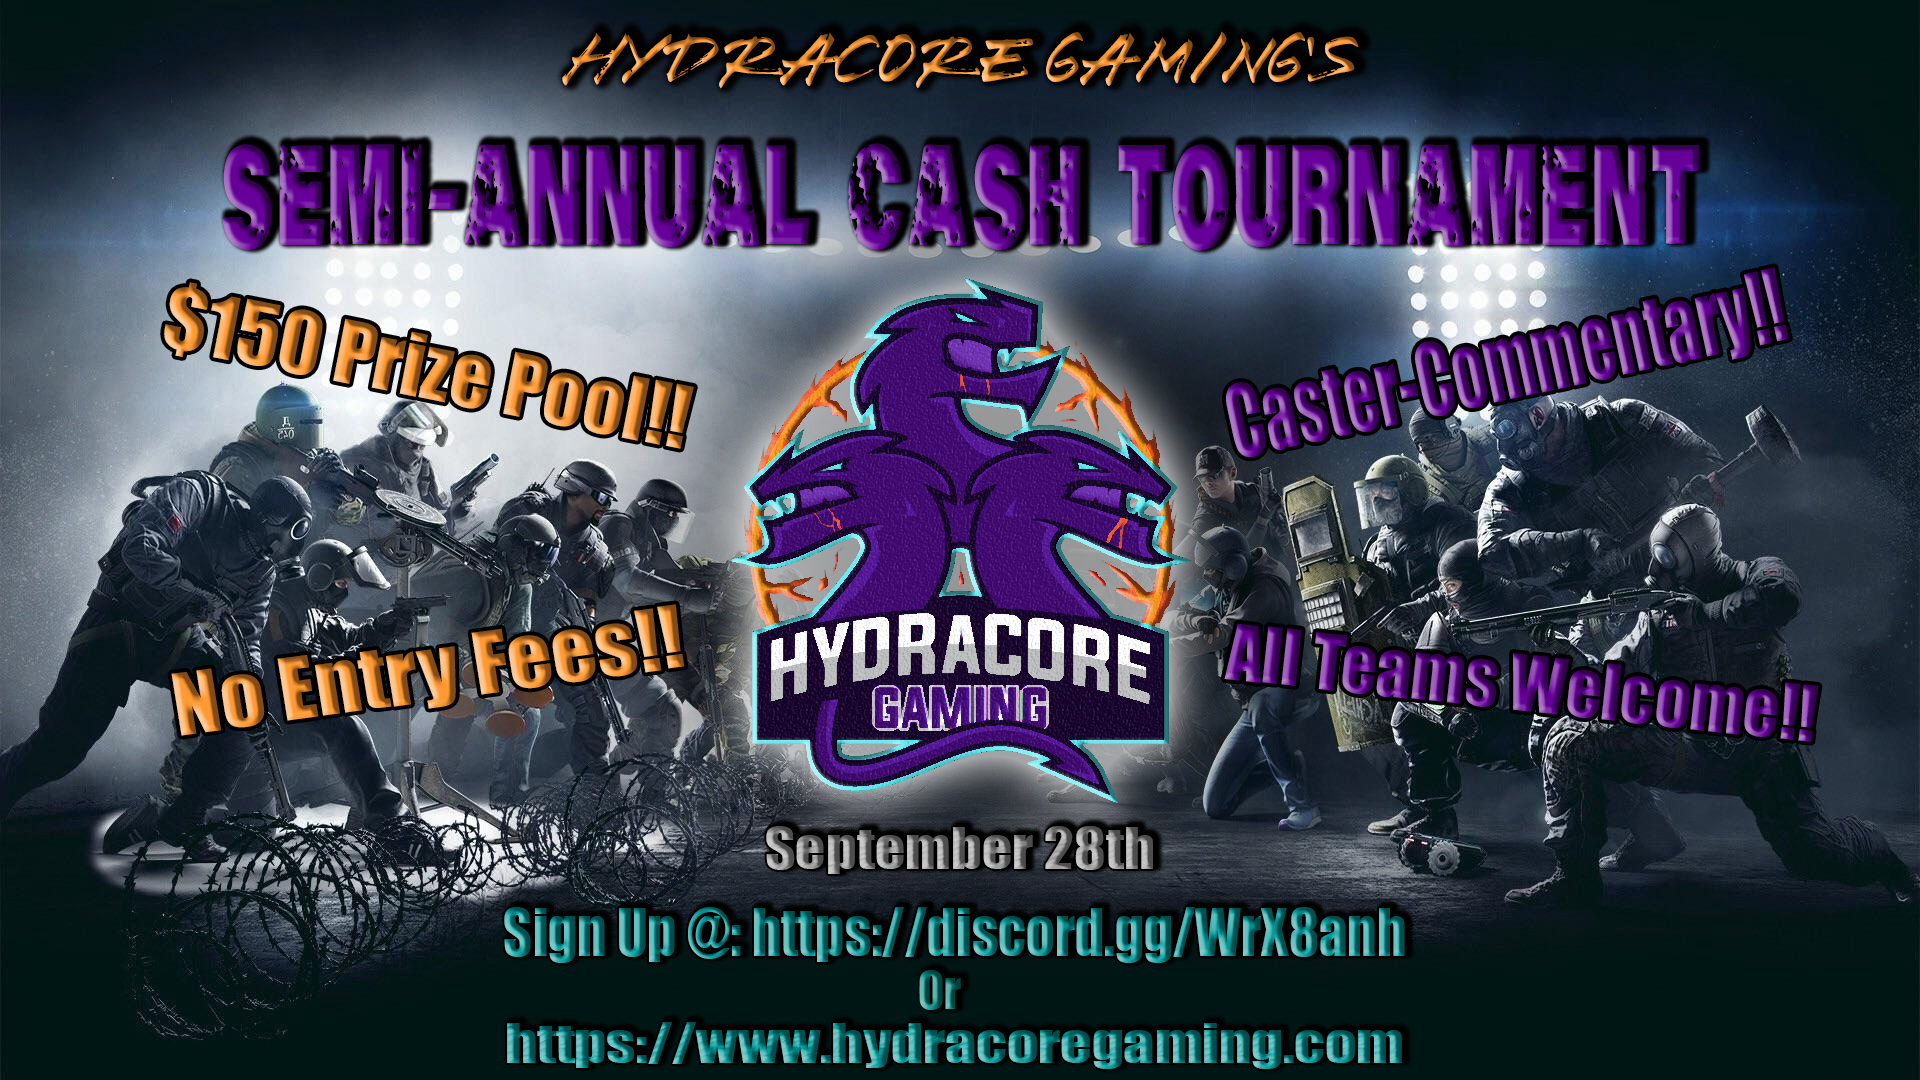 HYDRACORE GAMING'S
SEMI-ANNUAL CASH TOURNAMENT
$150 Prize Pool!!
Caster-Commentary!!
No Entry Fees!!
All Teams Welcome!!
HYDRACORE
GAMING
September 28th
Sign Up @: https://discord.gg/WrX8anh
Or
https://www.hydracoregaming.com